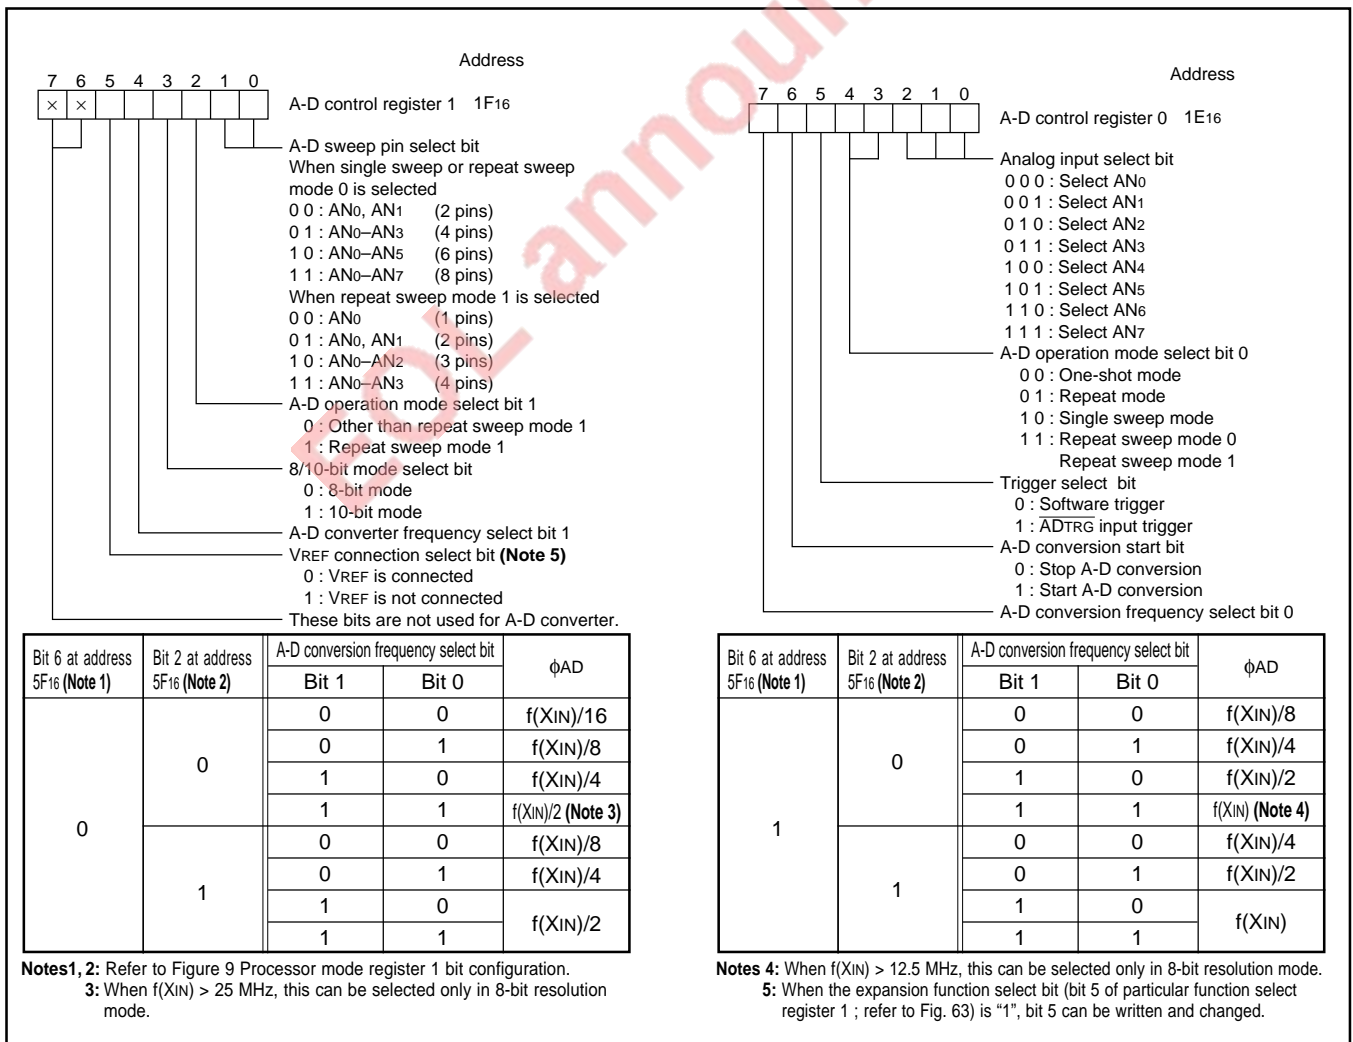 Address
7 6 5 4 3 2 1 0
× ×
A-D control register 1 1F16
A-D sweep pin select bit
When single sweep or repeat sweep
mode 0 is selected
0 0 : AN0, AN1 (2 pins)
0 1 : AN0–AN3 (4 pins)
1 0 : AN0–AN5 (6 pins)
1 1 : AN0–AN7 (8 pins)
When repeat sweep mode 1 is selected
0 0 : AN0 (1 pins)
0 1 : AN0, AN1 (2 pins)
1 0 : AN0–AN2 (3 pins)
1 1 : AN0–AN3 (4 pins)
A-D operation mode select bit 1
0 : Other than repeat sweep mode 1
1 : Repeat sweep mode 1
8/10-bit mode select bit
0 : 8-bit mode
1 : 10-bit mode
A-D converter frequency select bit 1
VREF connection select bit (Note 5)
0 : VREF is connected
1 : VREF is not connected
These bits are not used for A-D converter.
Address
7 6 5 4 3 2 1 0
A-D control register 0 1E16
Analog input select bit
0 0 0 : Select AN0
0 0 1 : Select AN1
0 1 0 : Select AN2
0 1 1 : Select AN3
1 0 0 : Select AN4
1 0 1 : Select AN5
1 1 0 : Select AN6
1 1 1 : Select AN7
A-D operation mode select bit 0
0 0 : One-shot mode
0 1 : Repeat mode
1 0 : Single sweep mode
1 1 : Repeat sweep mode 0
Repeat sweep mode 1
Trigger select bit
0 : Software trigger
1 : ADTRG input trigger
A-D conversion start bit
0 : Stop A-D conversion
1 : Start A-D conversion
A-D conversion frequency select bit 0
Bit 6 at address 5F16 (Note 1) Bit 2 at address 5F16 (Note 2) A-D conversion frequency select bit φAD
Bit 1 Bit 0
0 0 0 0 f(XIN)/16
0 1 f(XIN)/8
1 0 f(XIN)/4
1 1 f(XIN)/2 (Note 3)
1 0 0 f(XIN)/8
0 1 f(XIN)/4
1 0 f(XIN)/2
1 1
Notes1, 2: Refer to Figure 9 Processor mode register 1 bit configuration.
3: When f(XIN) > 25 MHz, this can be selected only in 8-bit resolution
mode.
Bit 6 at address 5F16 (Note 1) Bit 2 at address 5F16 (Note 2) A-D conversion frequency select bit φAD
Bit 1 Bit 0
1 0 0 0 f(XIN)/8
0 1 f(XIN)/4
1 0 f(XIN)/2
1 1 f(XIN) (Note 4)
1 0 0 f(XIN)/4
0 1 f(XIN)/2
1 0 f(XIN)
1 1
Notes 4: When f(XIN) > 12.5 MHz, this can be selected only in 8-bit resolution mode.
5: When the expansion function select bit (bit 5 of particular function select
register 1 ; refer to Fig. 63) is “1”, bit 5 can be written and changed.
EOL